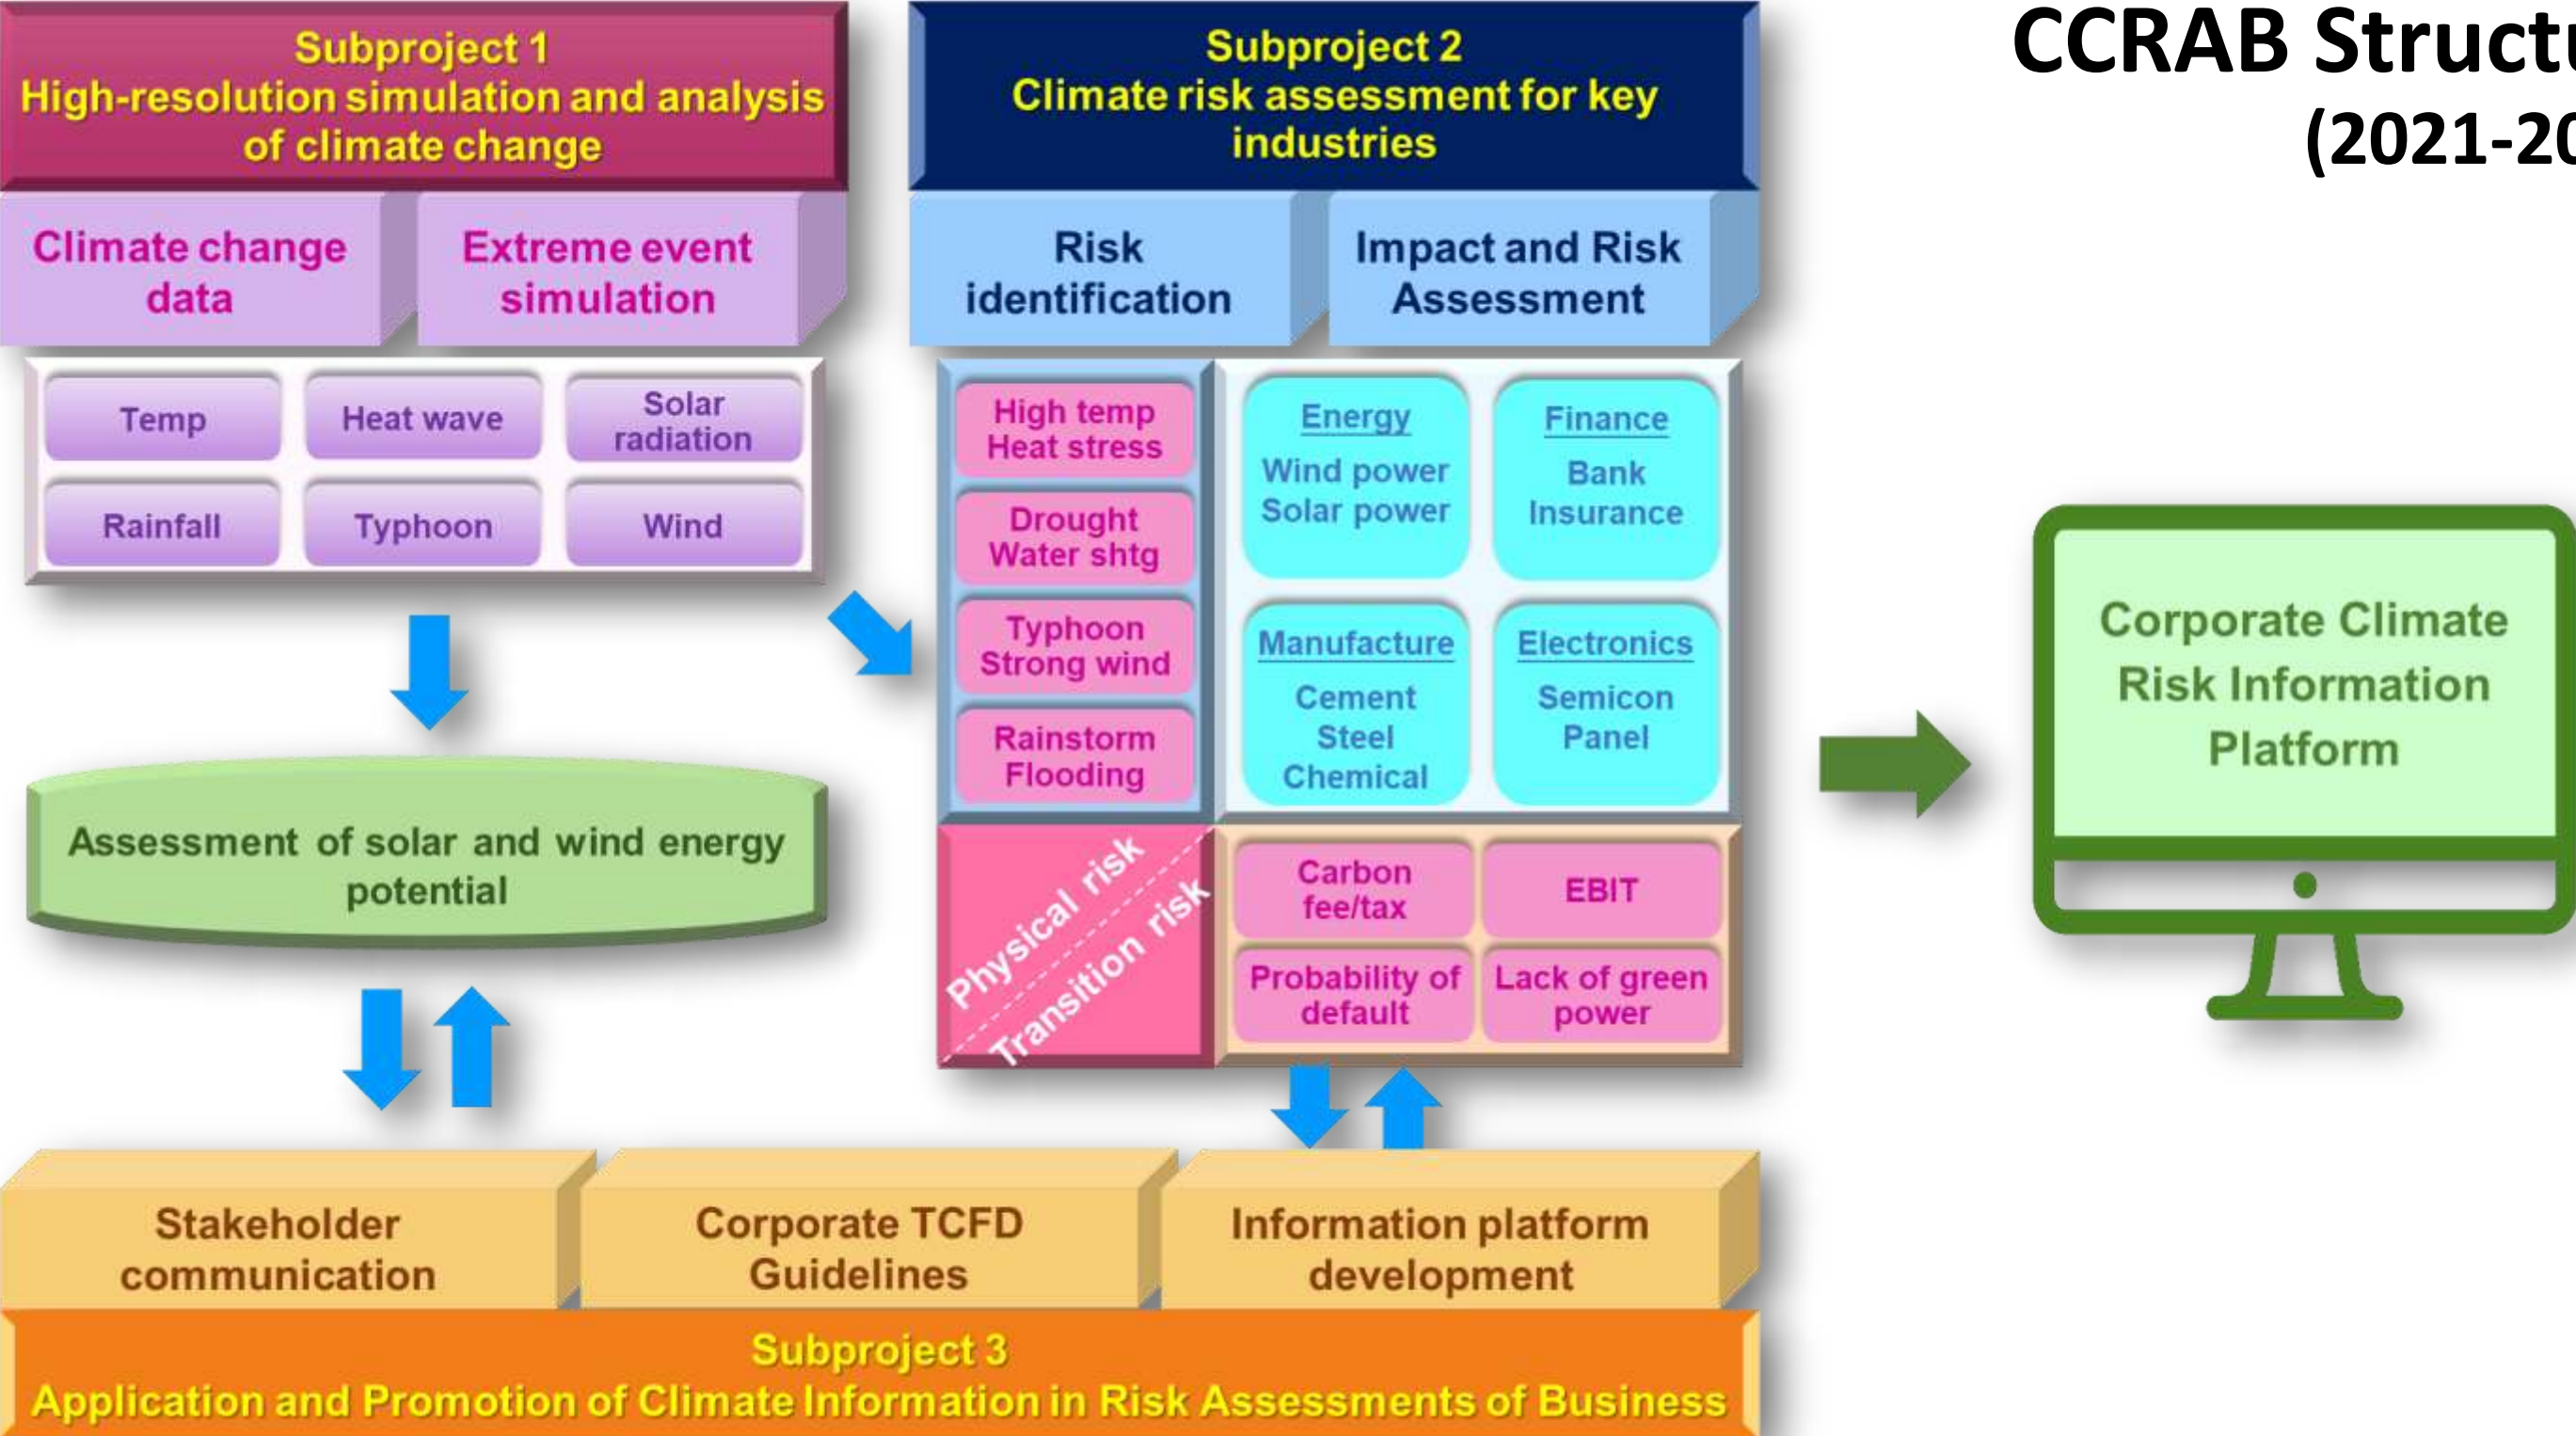 CCRAB
(2021-
Subproject 1
High-resolution simulation and analysis
of climate change
Climate change
data
Extreme event
simulation
Temp
Heat wave
Solar
radiation
Rainfall
Typhoon
Wind
Assessment of solar and wind energy
potential
Subproject 2
Climate risk assessment for key
industries
Risk
identification
Impact and Risk
Assessment
High temp
Heat stress
Drought
Water shtg
Typhoon
Strong wind
Rainstorm
Flooding
Energy
Wind power
Solar power
Finance
Bank
Insurance
Manufacture
Cement
Steel
Chemical
Electronics
Semicon
Panel
Physical risk
Transition risk
Carbon
fee/tax
EBIT
Probability of
default
Lack of green
power
Corporate Climate
Risk Information
Platform
Stakeholder
communication
Corporate TCFD
Guidelines
Information platform
development
Subproject 3
Application and Promotion of Climate Information in Risk Assessments of Business